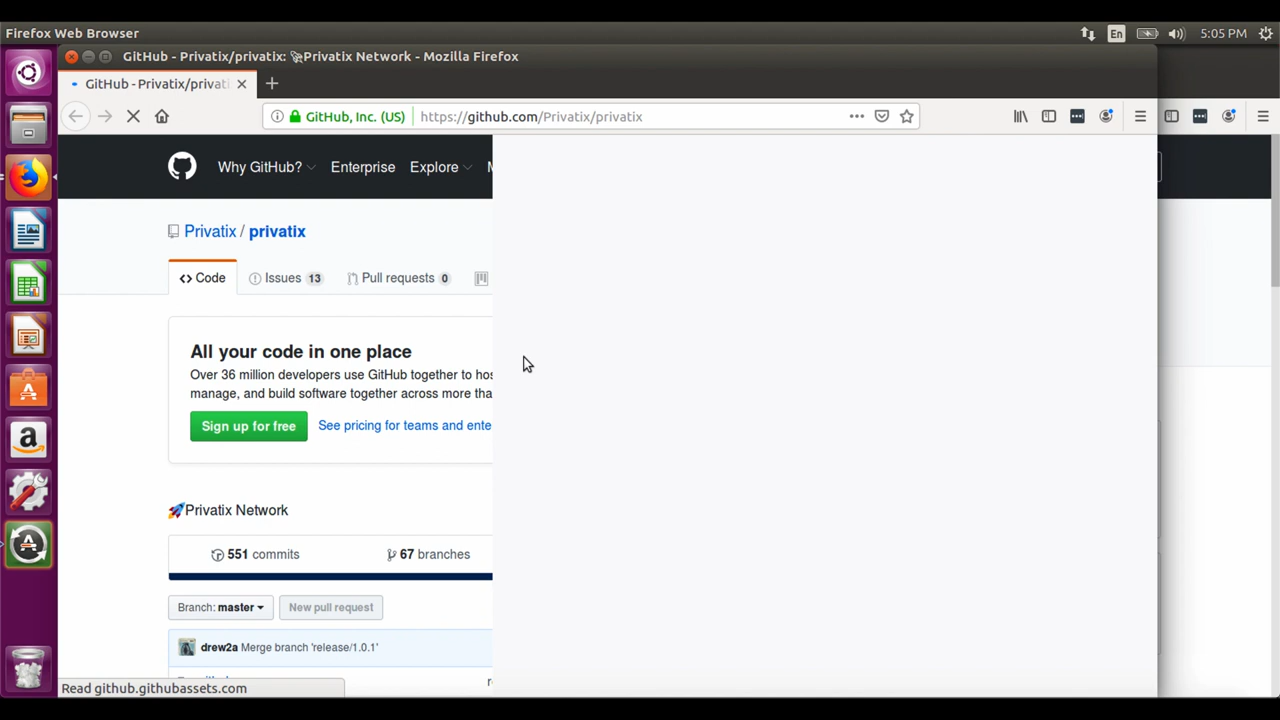 Firefox Web Browser
En
5:05 PM
GitHub - Privatix/privatix: 🚀Privatix Network - Mozilla Firefox
GitHub - Privatix/privati
GitHub, Inc. (US)
https://github.com/Privatix/privatix
Why GitHub?
Enterprise
Explore
Privatix / privatix
Code
Issues 13
Pull requests 0
All your code in one place
Over 36 million developers use GitHub together to hos
manage, and build software together across more tha
Sign up for free
See pricing for teams and ente
🚀Privatix Network
551 commits
67 branches
Branch: master
New pull request
drew2a Merge branch 'release/1.0.1'
Read github.githubassets.com